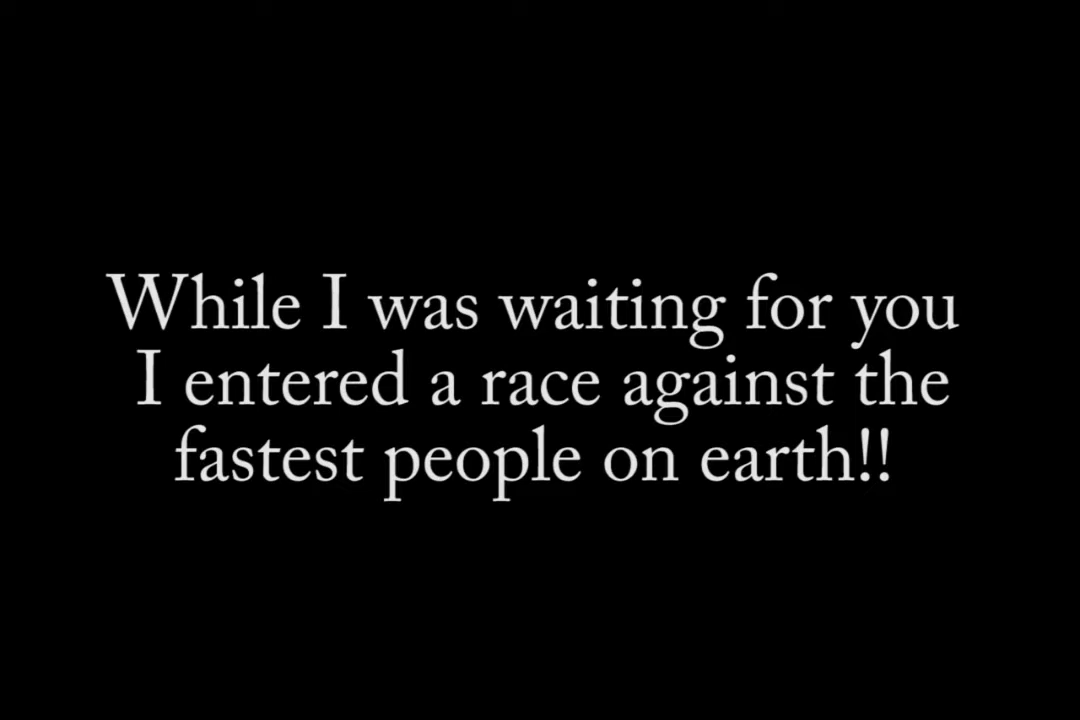 While I was waiting for you
I entered a race against the
fastest people on earth!!